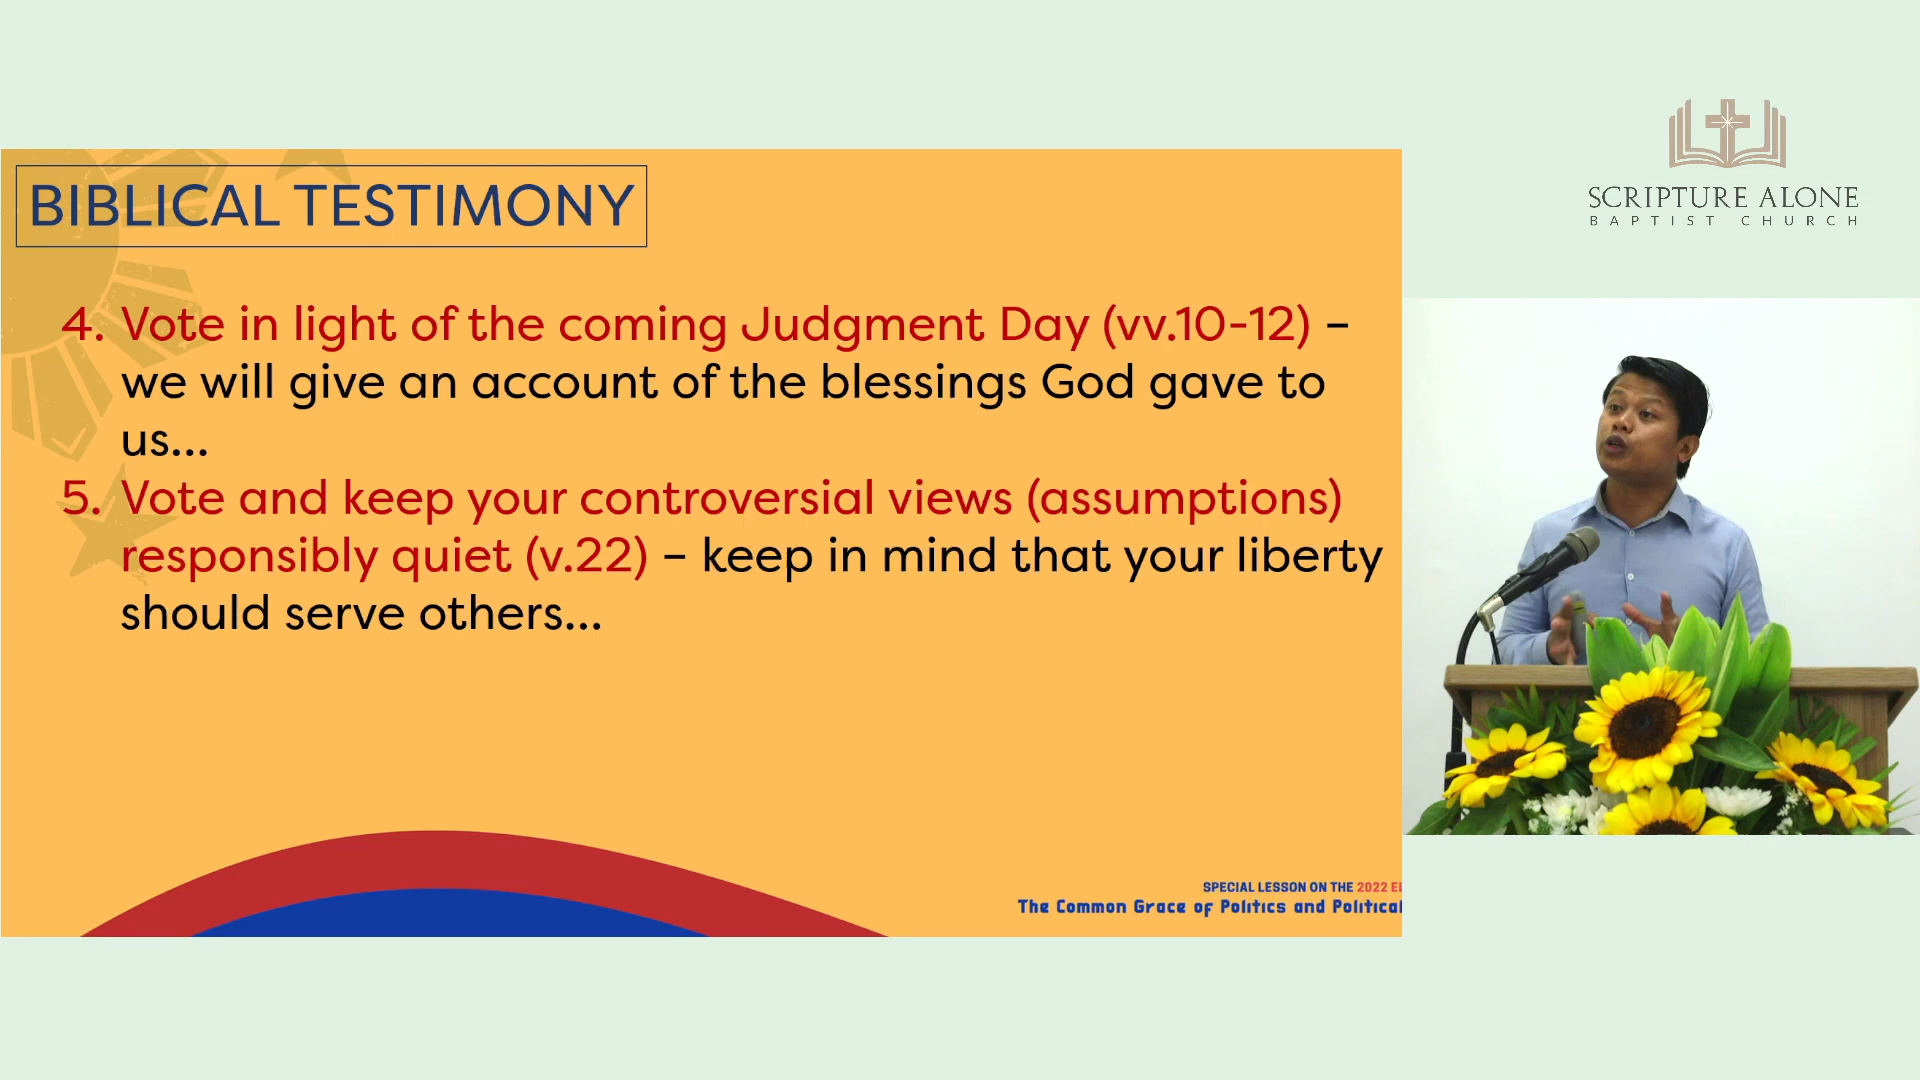 BIBLICAL TESTIMONY
4. Vote in light of the coming Judgment Day (vv.10-12) –
we will give an account of the blessings God gave to
us...
5. Vote and keep your controversial views (assumptions)
responsibly quiet (v.22) – keep in mind that your liberty
should serve others...
SPECIAL LESSON ON THE 2022 EL
The Common Grace of Politics and Political
SCRIPTURE ALONE
BAPTIST CHURCH